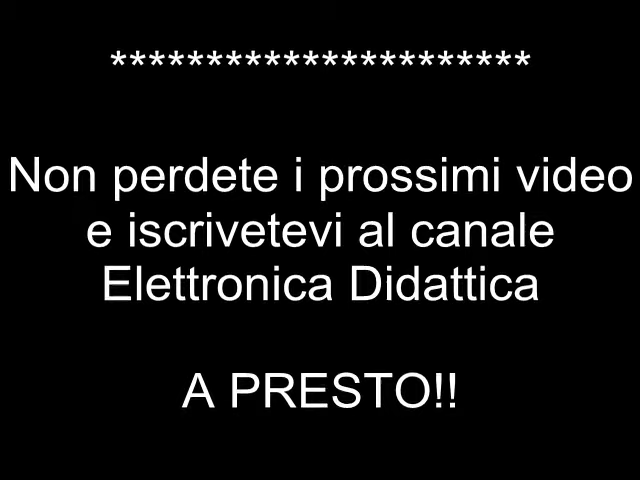 **********************
Non perdete i prossimi video
e iscrivetevi al canale
Elettronica Didattica
A PRESTO!!